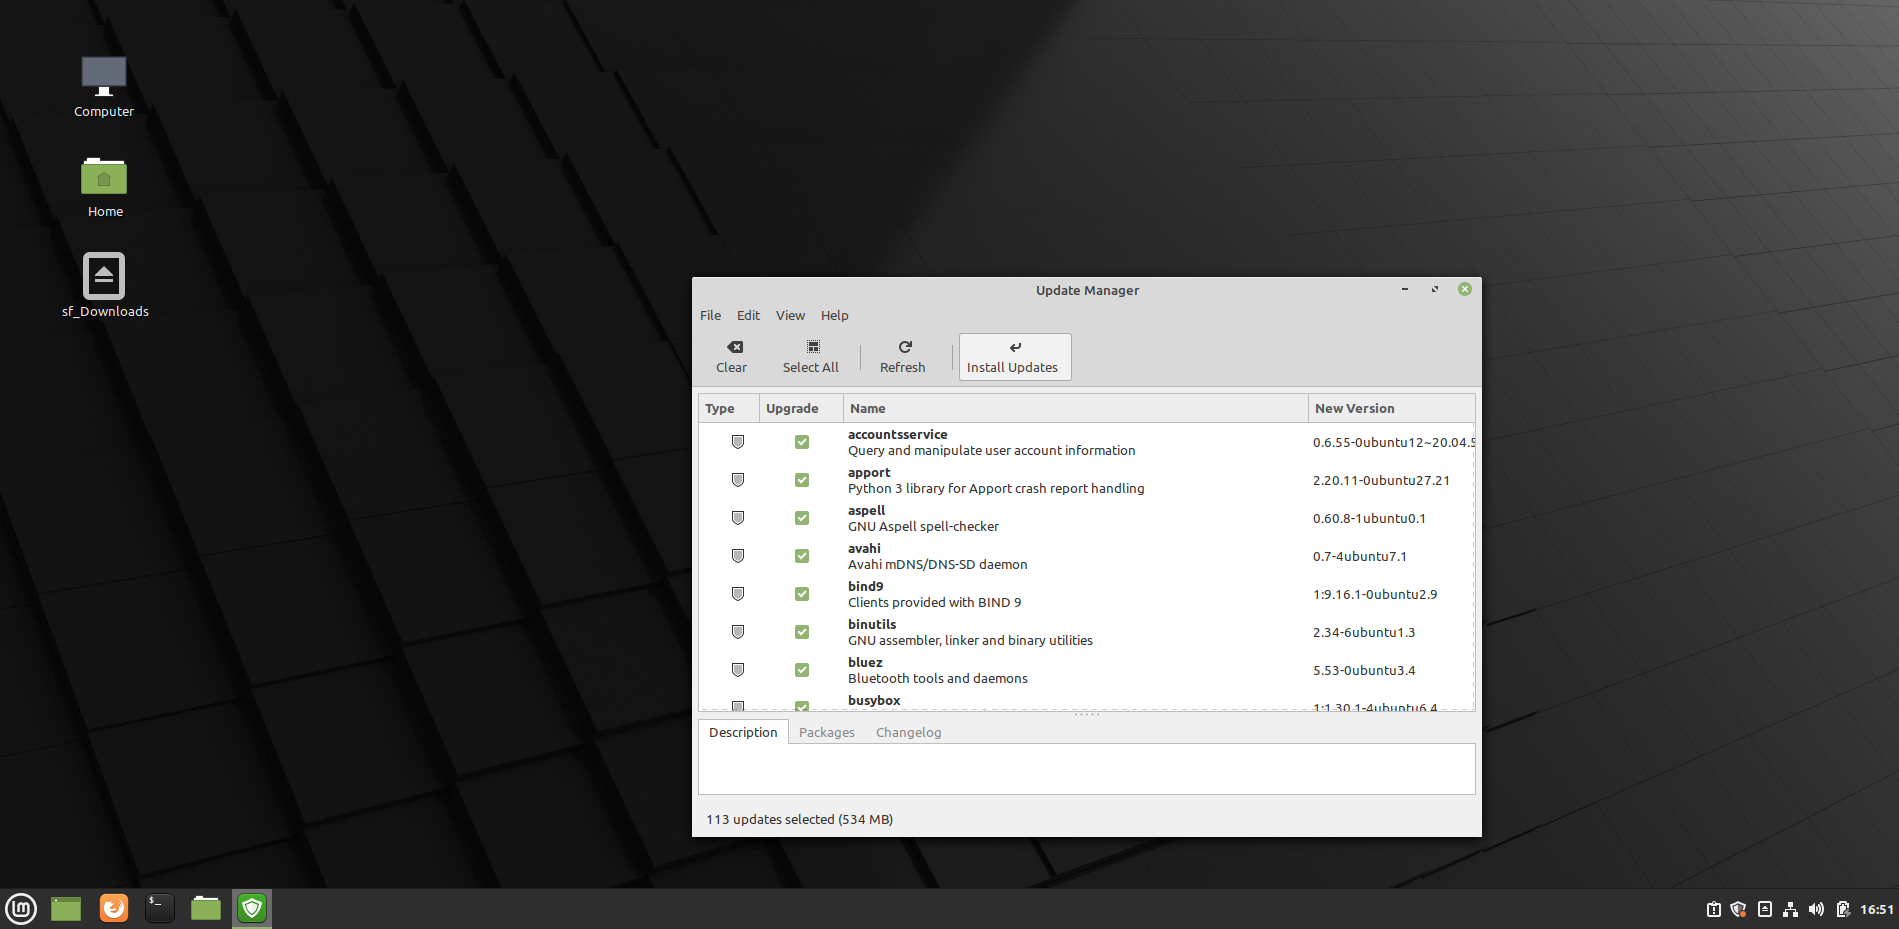 Computer
Home
sf_Downloads
Update Manager
File Edit View Help
Clear Select All Refresh Install Updates
Type Upgrade Name New Version
accountsservice
Query and manipulate user account information
0.6.55-0ubuntu12~20.04.5
apport
Python 3 library for Apport crash report handling
2.20.11-0ubuntu27.21
aspell
GNU Aspell spell-checker
0.60.8-1ubuntu0.1
avahi
Avahi mDNS/DNS-SD daemon
0.7-4ubuntu7.1
bind9
Clients provided with BIND 9
1:9.16.1-0ubuntu2.9
binutils
GNU assembler, linker and binary utilities
2.34-6ubuntu1.3
bluez
Bluetooth tools and daemons
5.53-0ubuntu3.4
busybox
1:1.30.1-4ubuntu6.4
Description Packages Changelog
113 updates selected (534 MB)
lm
$_
16:51